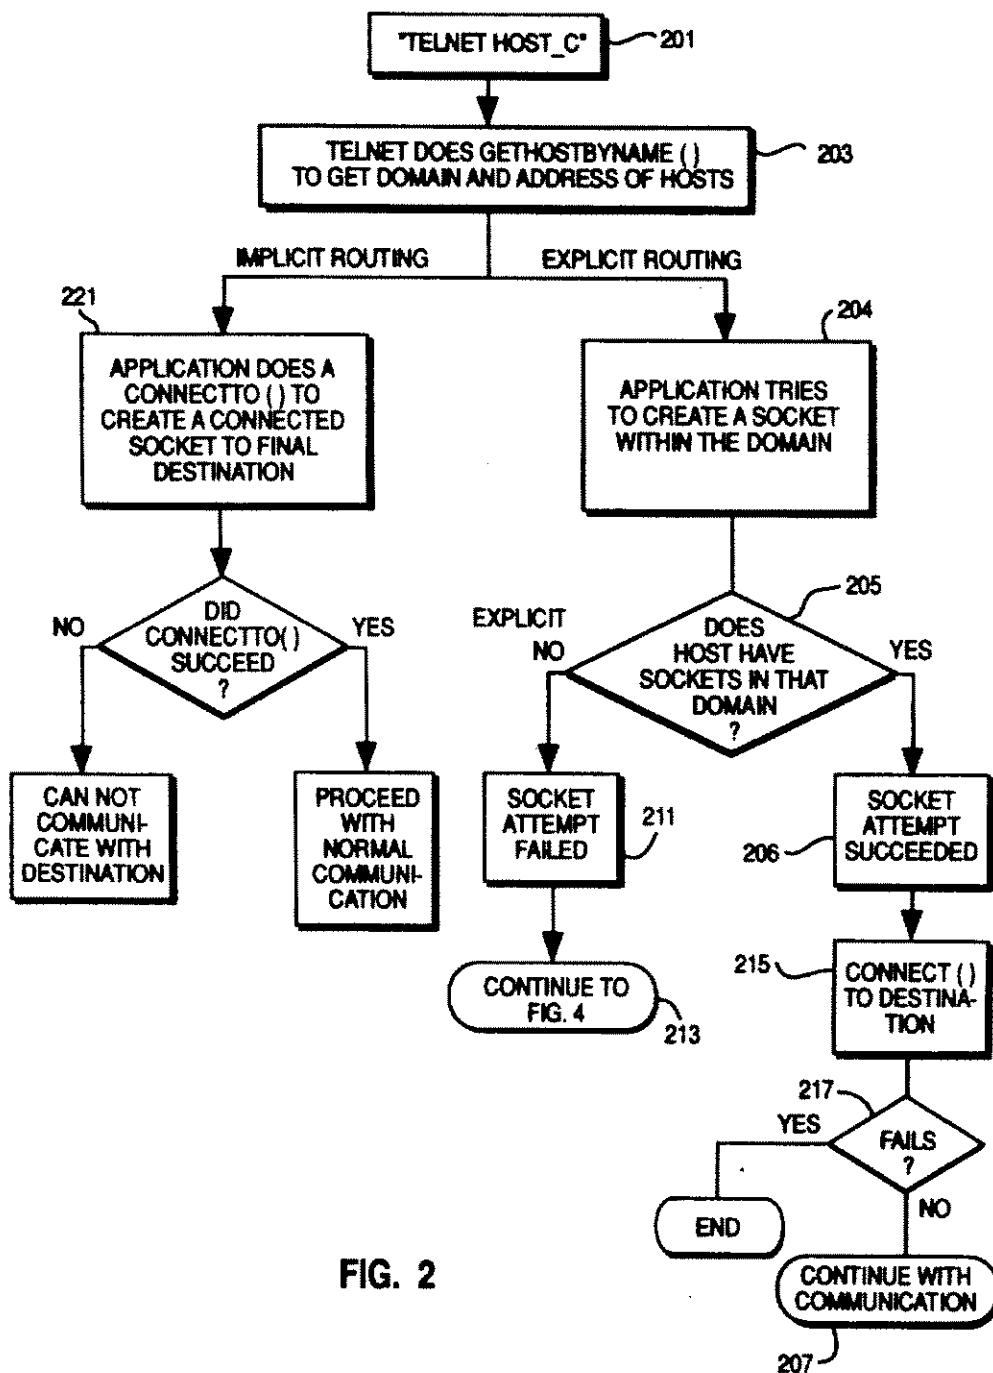 "TELNET HOST_C"
201
TELNET DOES GETHOSTBYNAME ( )
TO GET DOMAIN AND ADDRESS OF HOSTS
203
IMPLICIT ROUTING
EXPLICIT ROUTING
221
APPLICATION DOES A
CONNECTTO ( ) TO
CREATE A CONNECTED
SOCKET TO FINAL
DESTINATION
204
APPLICATION TRIES
TO CREATE A SOCKET
WITHIN THE DOMAIN
NO
DID
CONNECTTO( )
SUCCEED
?
YES
205
EXPLICIT
NO
DOES
HOST HAVE
SOCKETS IN THAT
DOMAIN
?
YES
CAN NOT
COMMUNI-
CATE WITH
DESTINATION
PROCEED
WITH
NORMAL
COMMUNI-
CATION
SOCKET
ATTEMPT
FAILED
211
SOCKET
ATTEMPT
SUCCEEDED
206
CONTINUE TO
FIG. 4
213
215
CONNECT ( )
TO DESTINA-
TION
217
YES
FAILS
?
NO
END
CONTINUE WITH
COMMUNICATION
207
FIG. 2